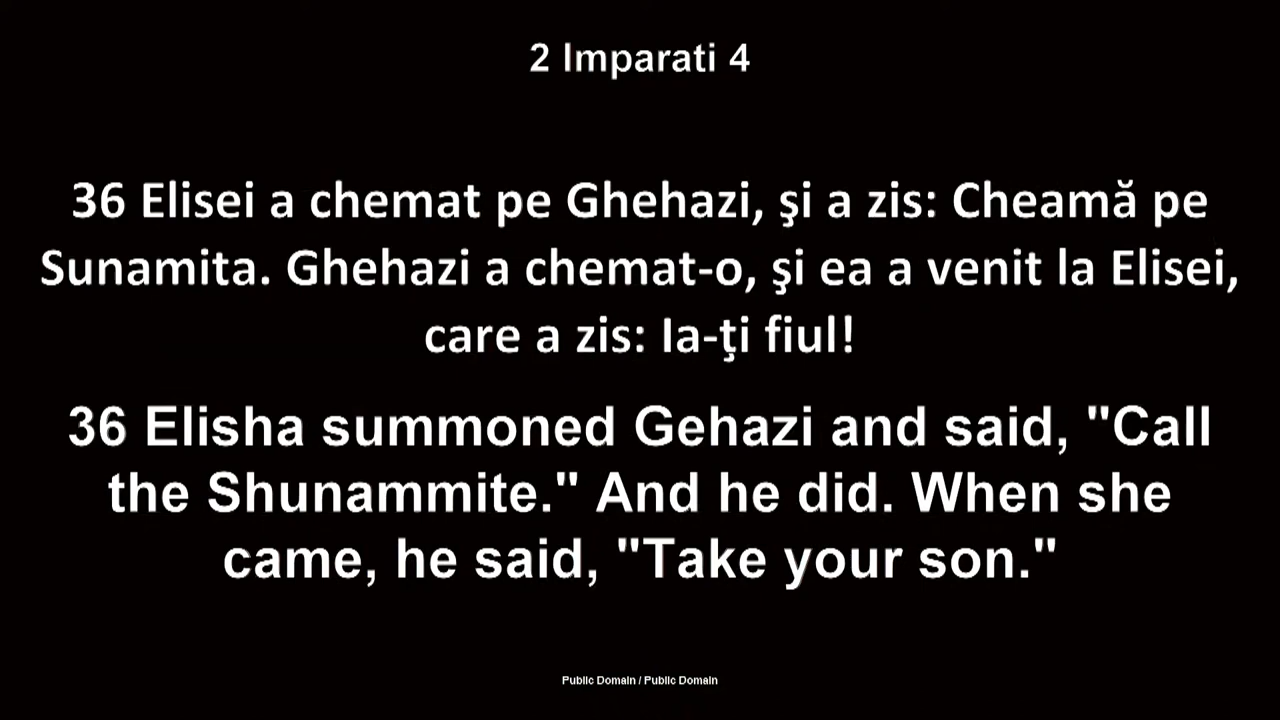 2 Imparati 4
36 Elisei a chemat pe Ghehazi, şi a zis: Cheamă pe
Sunamita. Ghehazi a chemat-o, şi ea a venit la Elisei,
care a zis: Ia-ţi fiul!
36 Elisha summoned Gehazi and said, "Call
the Shunammite." And he did. When she
came, he said, "Take your son."
Public Domain / Public Domain